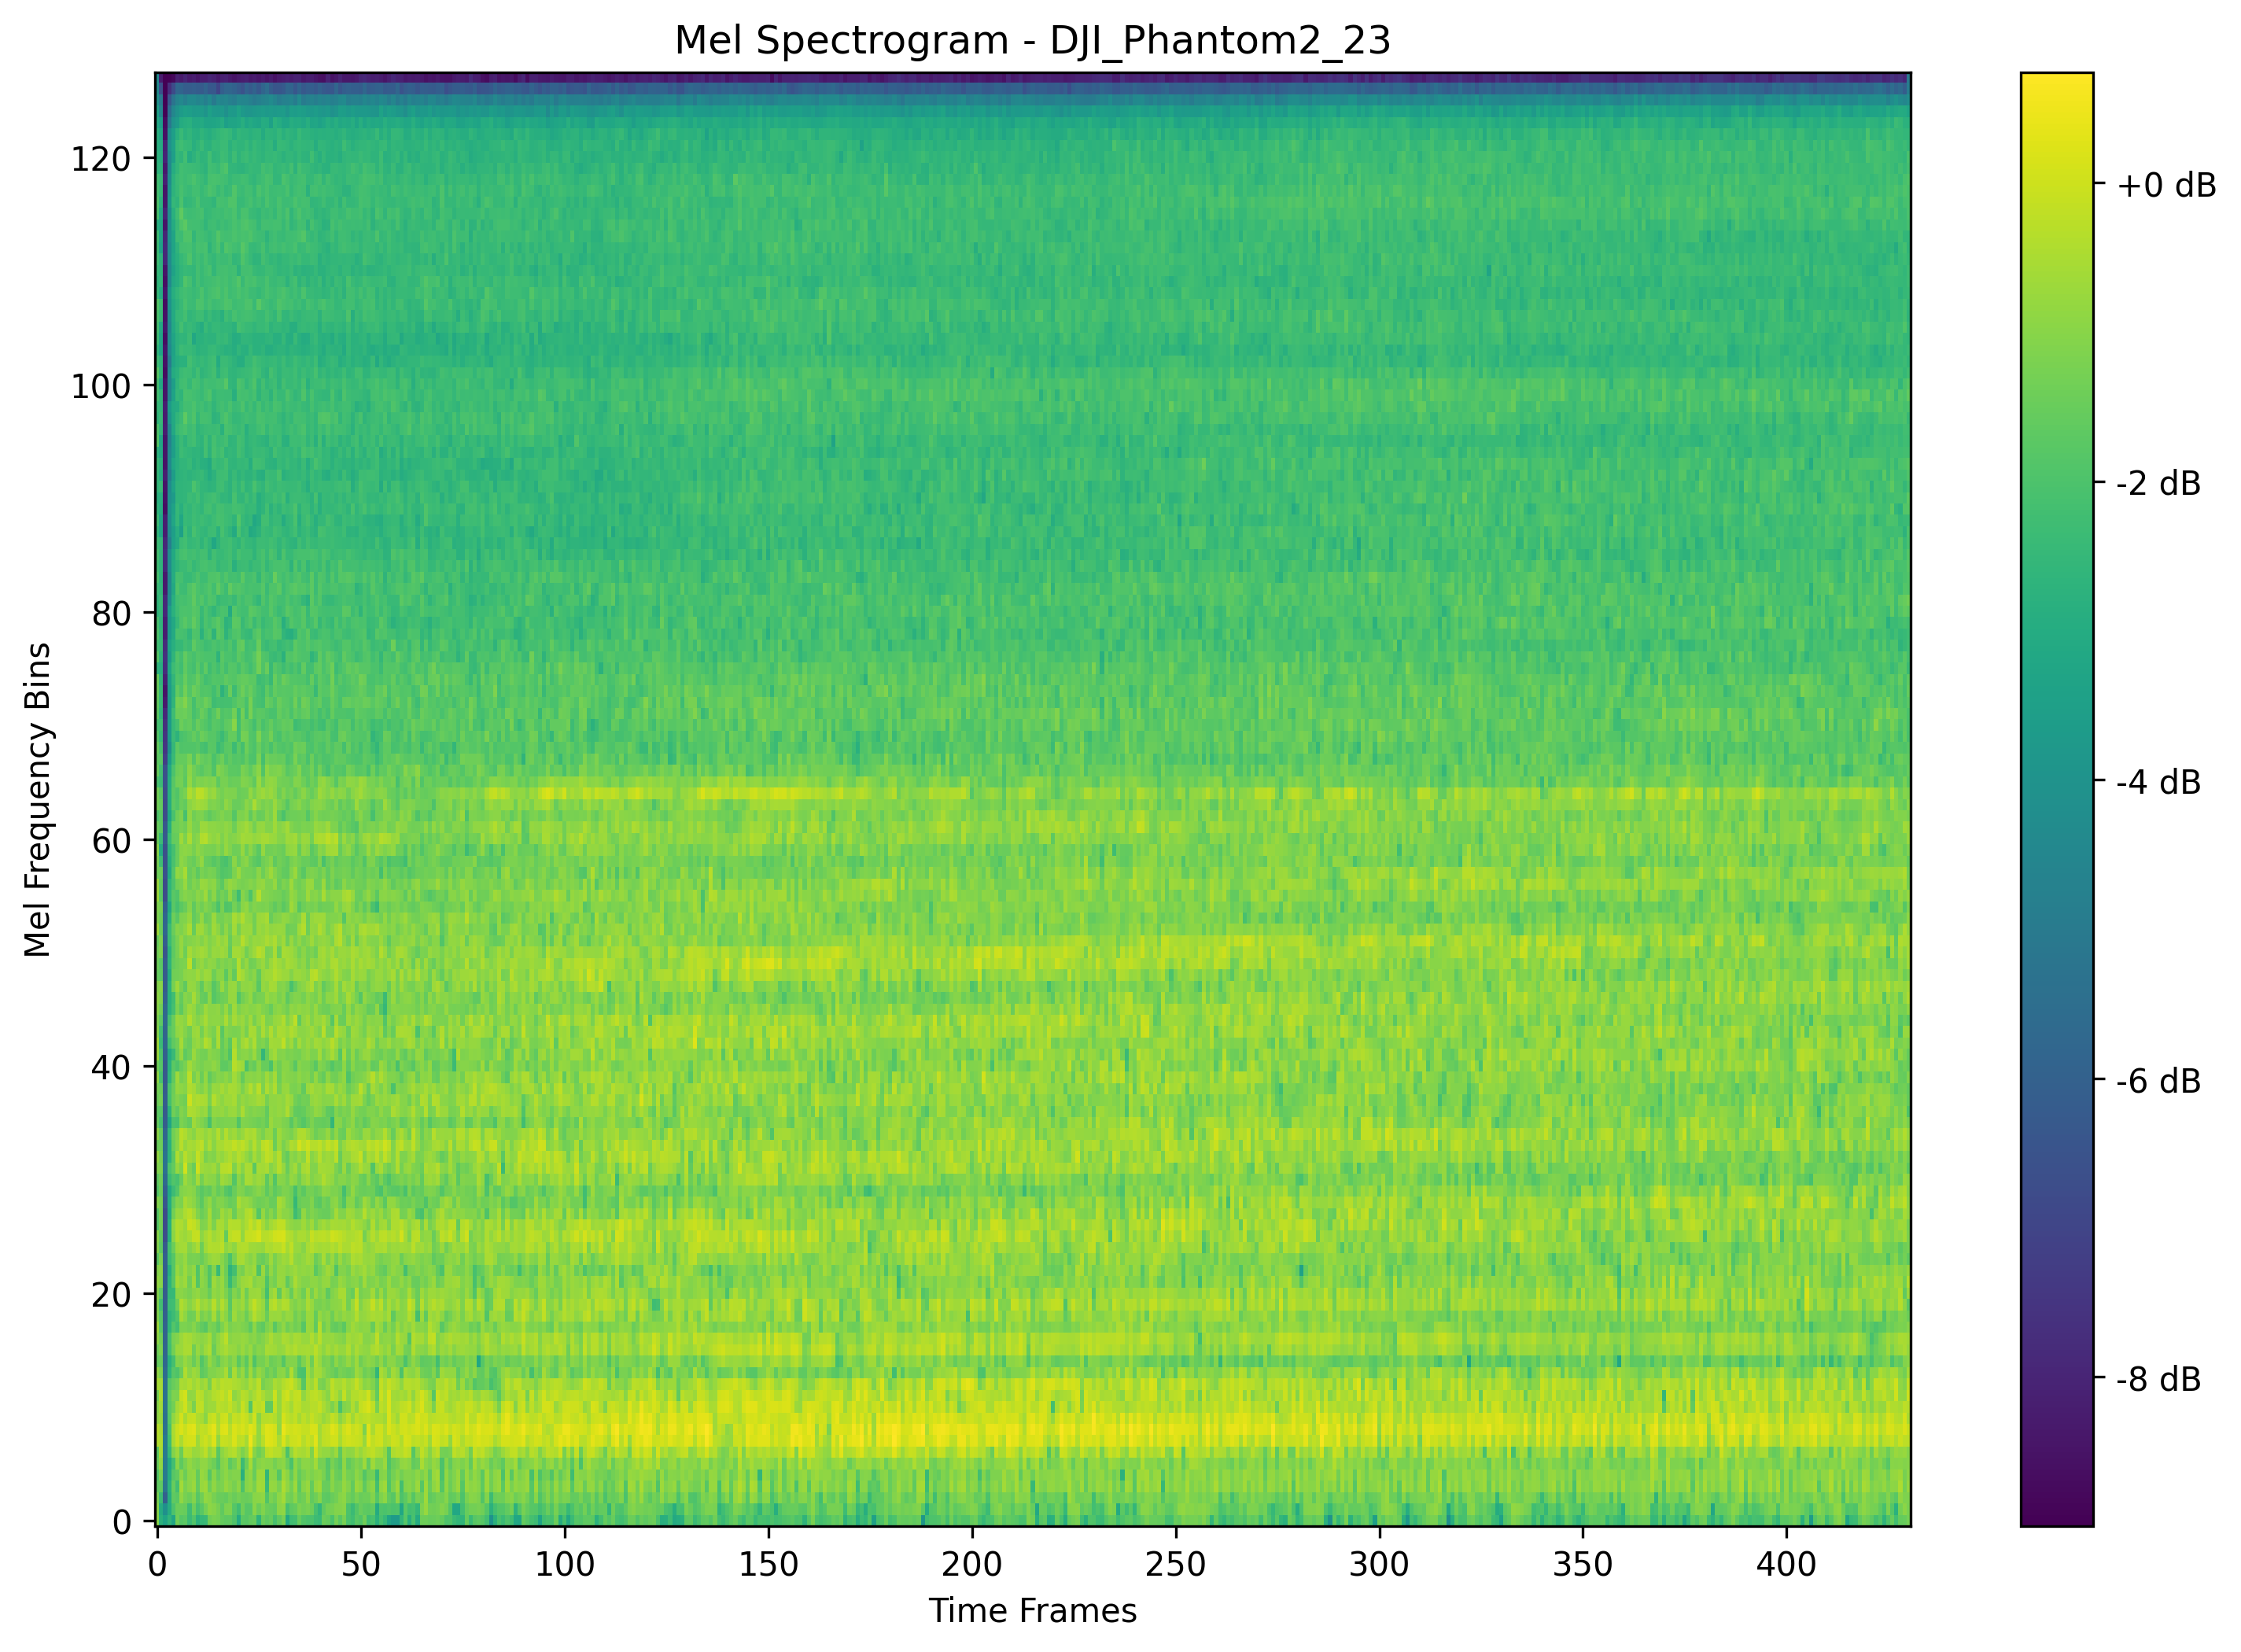 Mel Spectrogram - DJI_Phantom2_23
Mel Frequency Bins
120
100
80
60
40
20
0
0 50 100 150 200 250 300 350 400
Time Frames
+0 dB
-2 dB
-4 dB
-6 dB
-8 dB